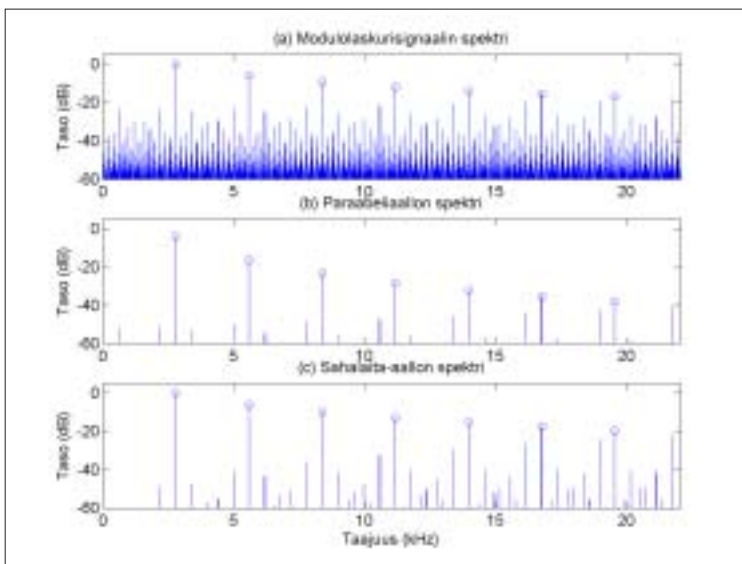 (a) Modulolaskurisignaalin spektri
Taso (dB)
0
-20
-40
-60
0 5 10 15 20
(b) Paraabeliaallon spektri
Taso (dB)
0
-20
-40
-60
0 5 10 15 20
(c) Sahalaita-aallon spektri
Taso (dB)
0
-20
-40
-60
0 5 10 15 20
Taajuus (kHz)